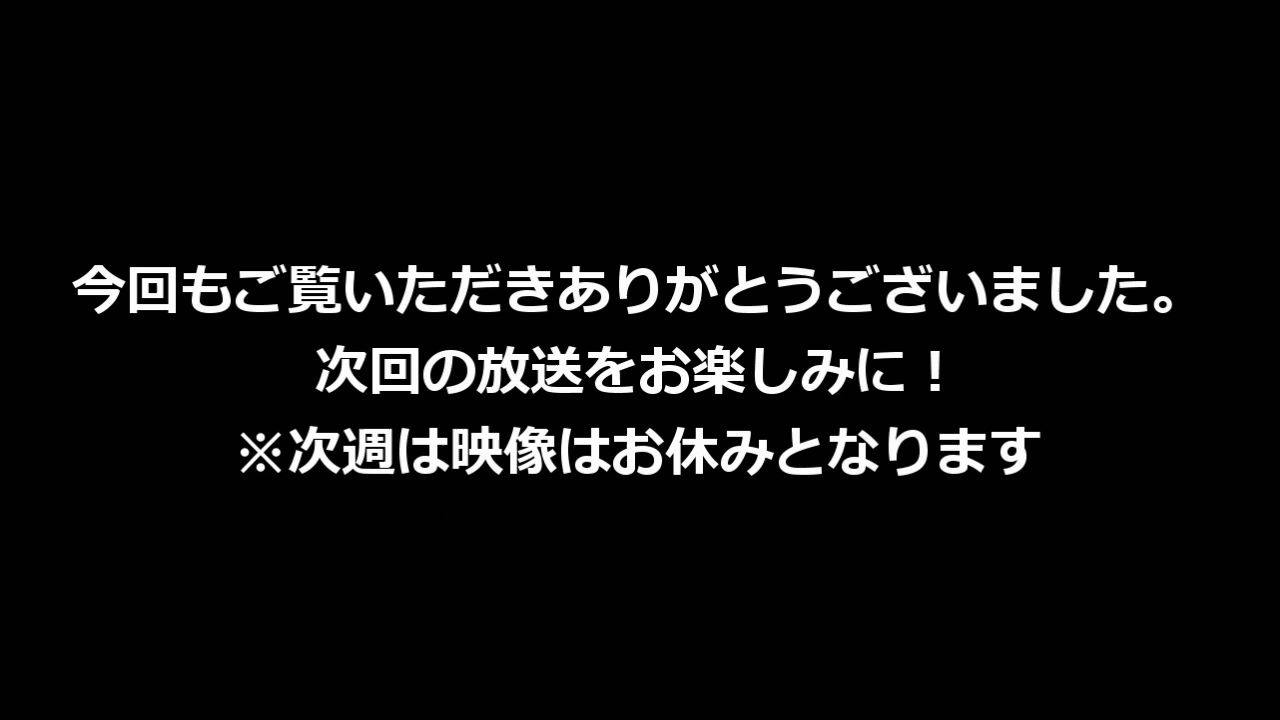 今回もご覧いただきありがとうございました。
次回の放送をお楽しみに！
※次週は映像はお休みとなります